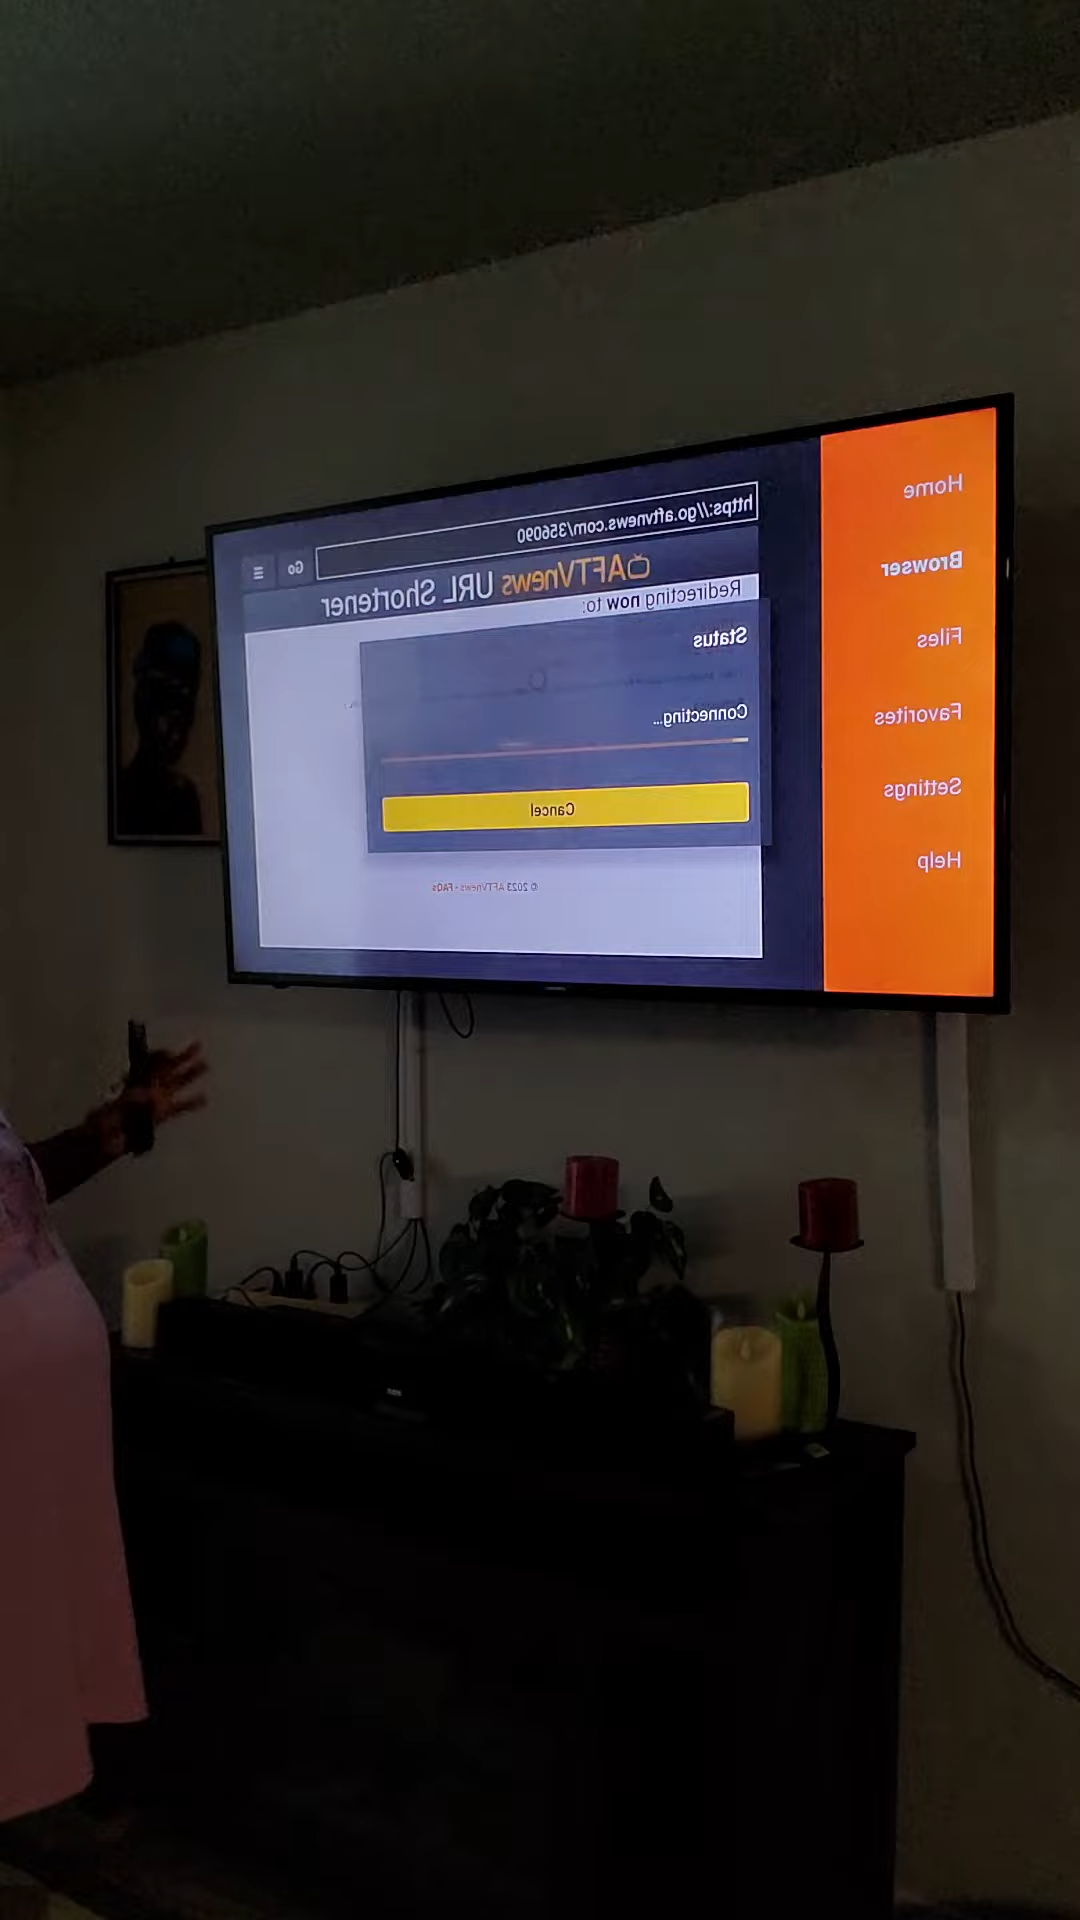 Home
Browser
Files
Favorites
Settings
Help
https://go.aftvnews.com/356090
Go
AFTVnews URL Shortener
Redirecting now to:
Status
Connecting...
Cancel
© 2023 AFTVnews - FAQs